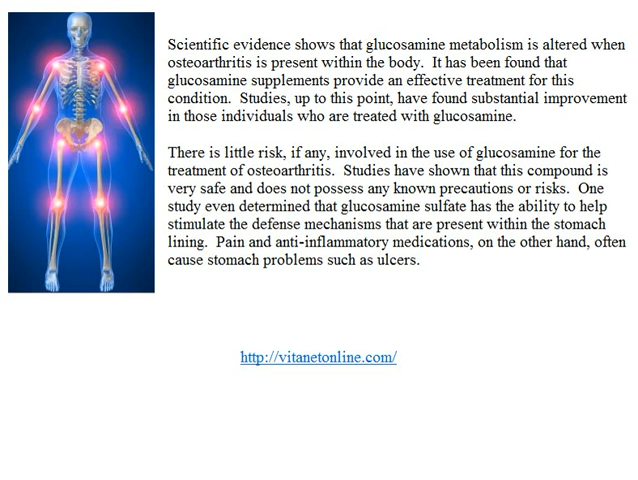 Scientific evidence shows that glucosamine metabolism is altered when
osteoarthritis is present within the body.  It has been found that
glucosamine supplements provide an effective treatment for this
condition.  Studies, up to this point, have found substantial improvement
in those individuals who are treated with glucosamine.
There is little risk, if any, involved in the use of glucosamine for the
treatment of osteoarthritis.  Studies have shown that this compound is
very safe and does not possess any known precautions or risks.  One
study even determined that glucosamine sulfate has the ability to help
stimulate the defense mechanisms that are present within the stomach
lining.  Pain and anti-inflammatory medications, on the other hand, often
cause stomach problems such as ulcers.
http://vitanetonline.com/